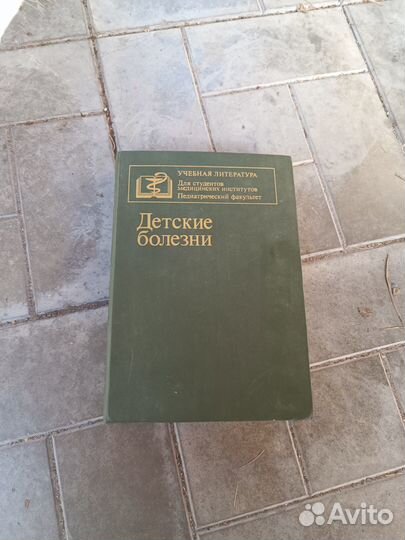 УЧЕБНАЯ ЛИТЕРАТУРА
Для студентов
медицинских институтов
Педиатрический факультет
Детские
болезни
Avito